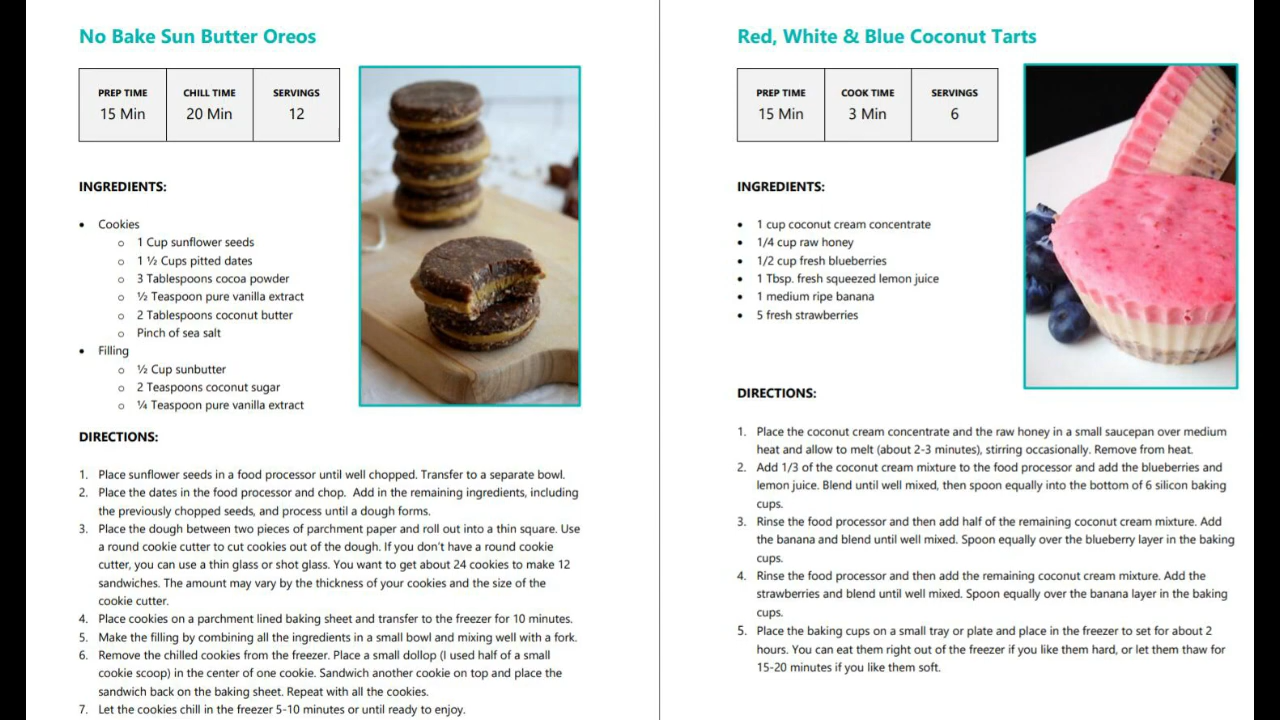 No Bake Sun Butter Oreos
PREP TIME
15 Min
CHILL TIME
20 Min
SERVINGS
12
INGREDIENTS:
• Cookies
o 1 Cup sunflower seeds
o 1 ½ Cups pitted dates
o 3 Tablespoons cocoa powder
o ½ Teaspoon pure vanilla extract
o 2 Tablespoons coconut butter
o Pinch of sea salt
• Filling
o ½ Cup sunbutter
o 2 Teaspoons coconut sugar
o ¼ Teaspoon pure vanilla extract
DIRECTIONS:
1. Place sunflower seeds in a food processor until well chopped. Transfer to a separate bowl.
2. Place the dates in the food processor and chop. Add in the remaining ingredients, including
the previously chopped seeds, and process until a dough forms.
3. Place the dough between two pieces of parchment paper and roll out into a thin square. Use
a round cookie cutter to cut cookies out of the dough. If you don't have a round cookie
cutter, you can use a thin glass or shot glass. You want to get about 24 cookies to make 12
sandwiches. The amount may vary by the thickness of your cookies and the size of the
cookie cutter.
4. Place cookies on a parchment lined baking sheet and transfer to the freezer for 10 minutes.
5. Make the filling by combining all the ingredients in a small bowl and mixing well with a fork.
6. Remove the chilled cookies from the freezer. Place a small dollop (I used half of a small
cookie scoop) in the center of one cookie. Sandwich another cookie on top and place the
sandwich back on the baking sheet. Repeat with all the cookies.
7. Let the cookies chill in the freezer 5-10 minutes or until ready to enjoy.
Red, White & Blue Coconut Tarts
PREP TIME
15 Min
COOK TIME
3 Min
SERVINGS
6
INGREDIENTS:
• 1 cup coconut cream concentrate
• 1/4 cup raw honey
• 1/2 cup fresh blueberries
• 1 Tbsp. fresh squeezed lemon juice
• 1 medium ripe banana
• 5 fresh strawberries
DIRECTIONS:
1. Place the coconut cream concentrate and the raw honey in a small saucepan over medium
heat and allow to melt (about 2-3 minutes), stirring occasionally. Remove from heat.
2. Add 1/3 of the coconut cream mixture to the food processor and add the blueberries and
lemon juice. Blend until well mixed, then spoon equally into the bottom of 6 silicon baking
cups.
3. Rinse the food processor and then add half of the remaining coconut cream mixture. Add
the banana and blend until well mixed. Spoon equally over the blueberry layer in the baking
cups.
4. Rinse the food processor and then add the remaining coconut cream mixture. Add the
strawberries and blend until well mixed. Spoon equally over the banana layer in the baking
cups.
5. Place the baking cups on a small tray or plate and place in the freezer to set for about 2
hours. You can eat them right out of the freezer if you like them hard, or let them thaw for
15-20 minutes if you like them soft.